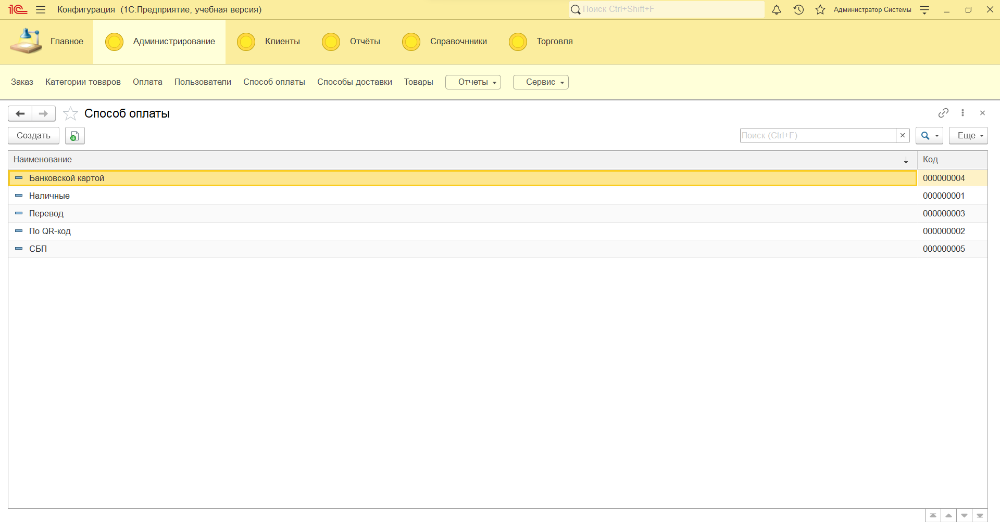 1С Конфигурация (1С:Предприятие, учебная версия) Поиск Ctrl+Shift+F Администратор Системы
Главное Администрирование Клиенты Отчёты Справочнники Торговля
Заказ Категории товаров Оплата Пользователи Способ оплаты Способы доставки Товары Отчеты Сервис
Способ оплаты
Создать Поиск (Ctrl+F) × Еще
Наименование ↓ Код
Банковской картой 000000004
Наличные 000000001
Перевод 000000003
По QR-код 000000002
СБП 000000005